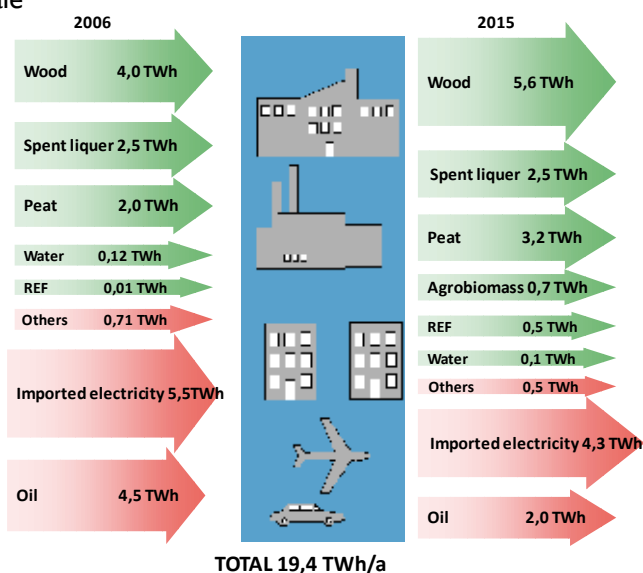 2006
Wood 4,0 TWh
Spent liquer 2,5 TWh
Peat 2,0 TWh
Water 0,12 TWh
REF 0,01 TWh
Others 0,71 TWh
Imported electricity 5,5TWh
Oil 4,5 TWh
2015
Wood 5,6 TWh
Spent liquer 2,5 TWh
Peat 3,2 TWh
Agrobiomass 0,7 TWh
REF 0,5 TWh
Water 0,1 TWh
Others 0,5 TWh
Imported electricity 4,3 TWh
Oil 2,0 TWh
TOTAL 19,4 TWh/a